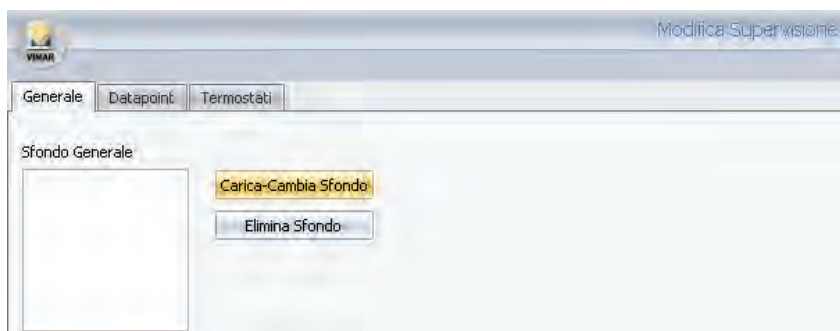 Modifica Supervisione
VIMAR
Generale Datapoint Termostati
Sfondo Generale
Carica-Cambia Sfondo
Elimina Sfondo